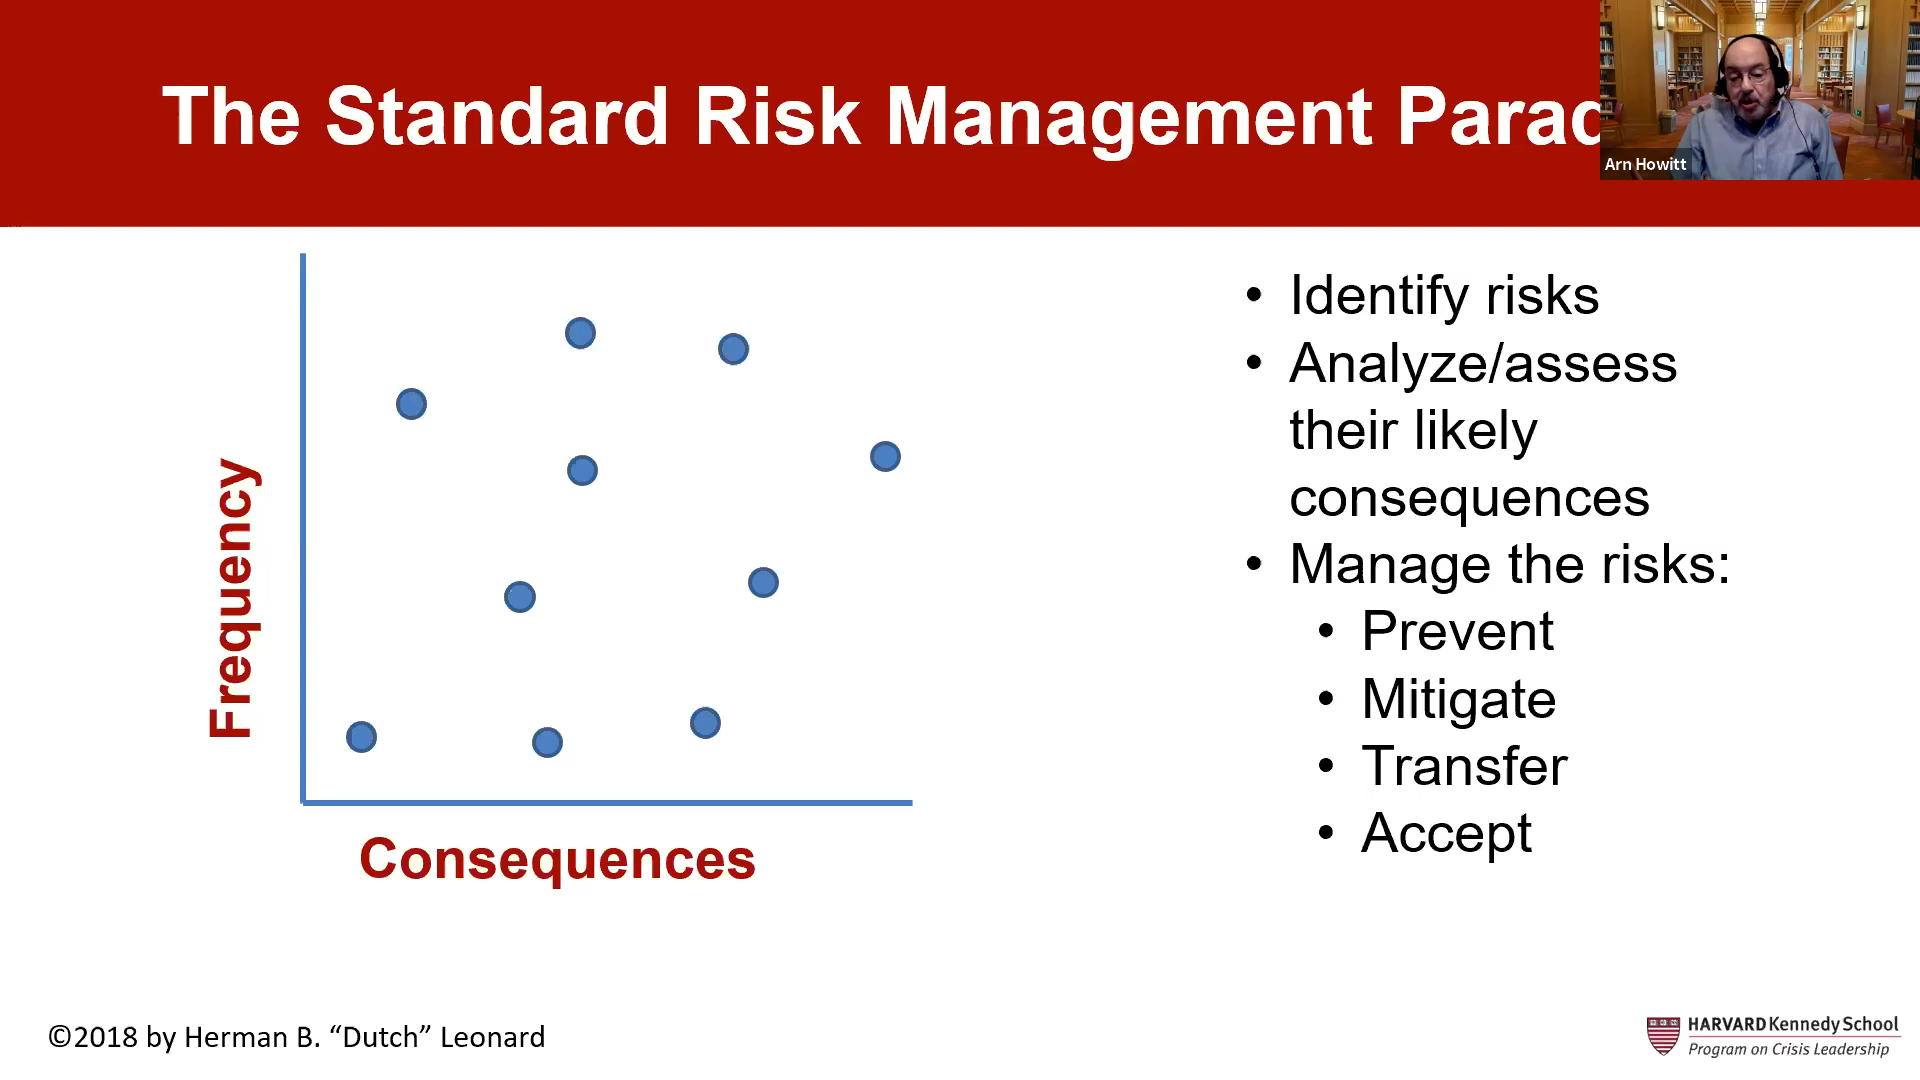 The Standard Risk Management Parad
Arn Howitt
Frequency
Consequences
• Identify risks
• Analyze/assess
their likely
consequences
• Manage the risks:
• Prevent
• Mitigate
• Transfer
• Accept
©2018 by Herman B. “Dutch” Leonard
HARVARD Kennedy School
Program on Crisis Leadership